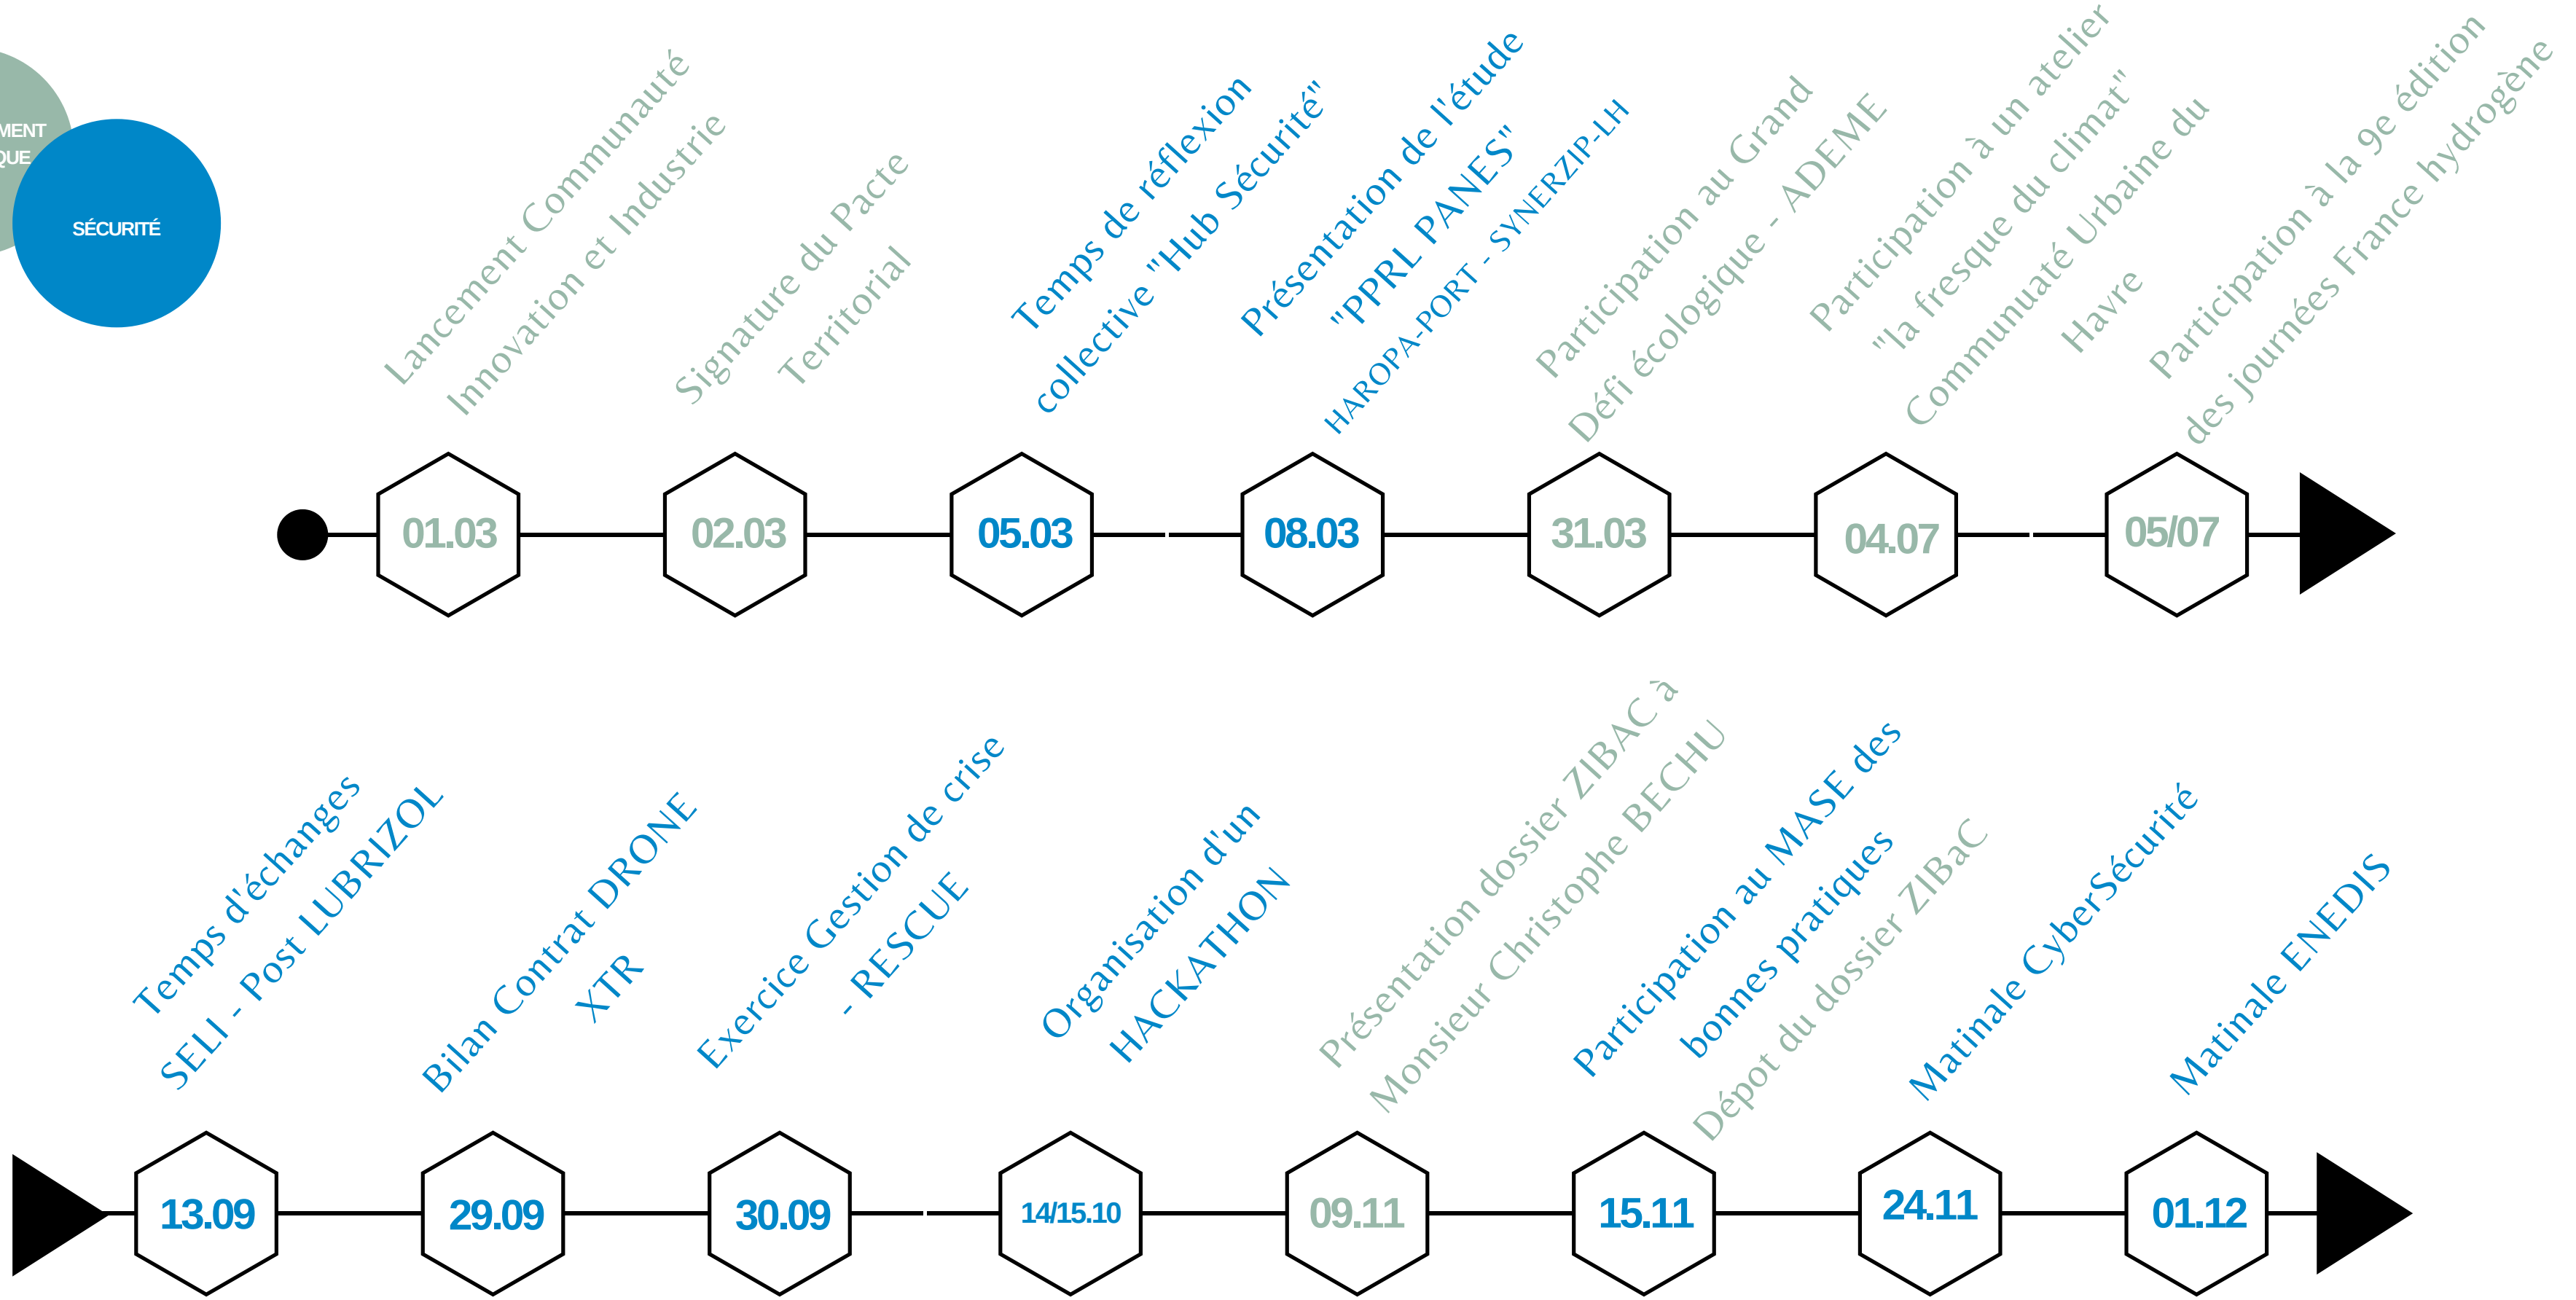 MENT
QUE
SÉCURITÉ
Lancement Communauté
Innovation et Industrie
Signature du Pacte
Territorial
Temps de réflexion
collective "Hub Sécurité"
Présentation de l'étude
"PPRL PANES"
HAROPA-PORT - SYNERZIP-LH
Participation au Grand
Défi écologique - ADEME
Participation à un atelier
"la fresque du climat"
Communuaté Urbaine du
Havre
Participation à la 9e édition
des journées France hydrogène
01.03
02.03
05.03
08.03
31.03
04.07
05/07
Temps d'échanges
SELI - Post LUBRIZOL
Bilan Contrat DRONE
XTR
Exercice Gestion de crise
- RESCUE
Organisation d'un
HACKATHON
Présentation dossier ZIBAC à
Monsieur Christophe BECHU
Participation au MASE des
bonnes pratiques
Dépot du dossier ZIBaC
Matinale CyberSécurité
Matinale ENEDIS
13.09
29.09
30.09
14/15.10
09.11
15.11
24.11
01.12